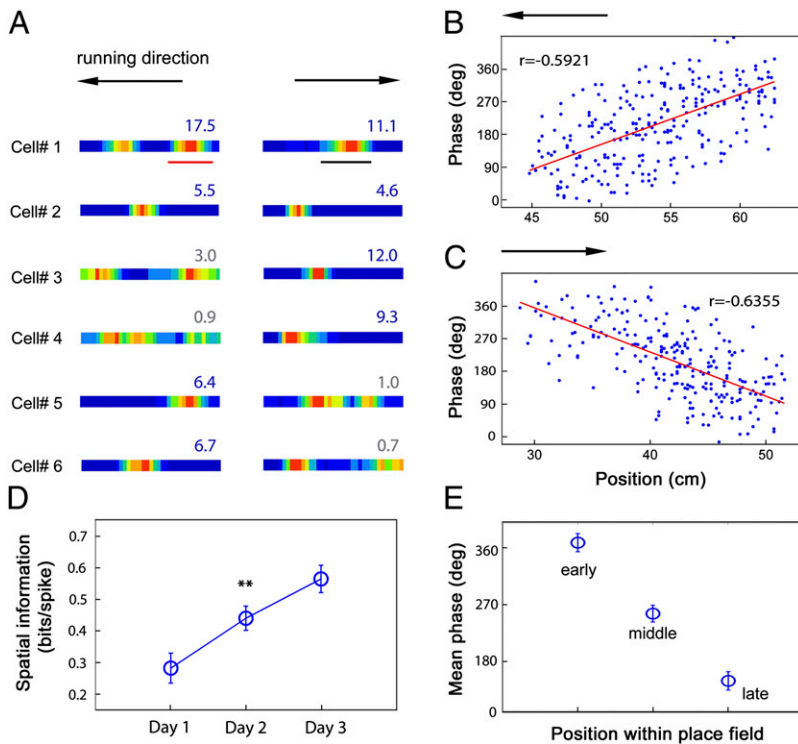 A
running direction
17.5
11.1
Cell# 1
5.5
4.6
Cell# 2
3.0
12.0
Cell# 3
0.9
9.3
Cell# 4
6.4
1.0
Cell# 5
6.7
0.7
Cell# 6
B
r=-0.5921
Phase (deg)
360
270
180
90
0
45
50
55
60
C
r=-0.6355
Phase (deg)
360
270
180
90
0
30
40
50
Position (cm)
D
Spatial information
(bits/spike)
0.7
0.6
0.5
0.4
0.3
0.2
**
Day 1
Day 2
Day 3
E
Mean phase (deg)
360
270
180
0
early
middle
late
Position within place field